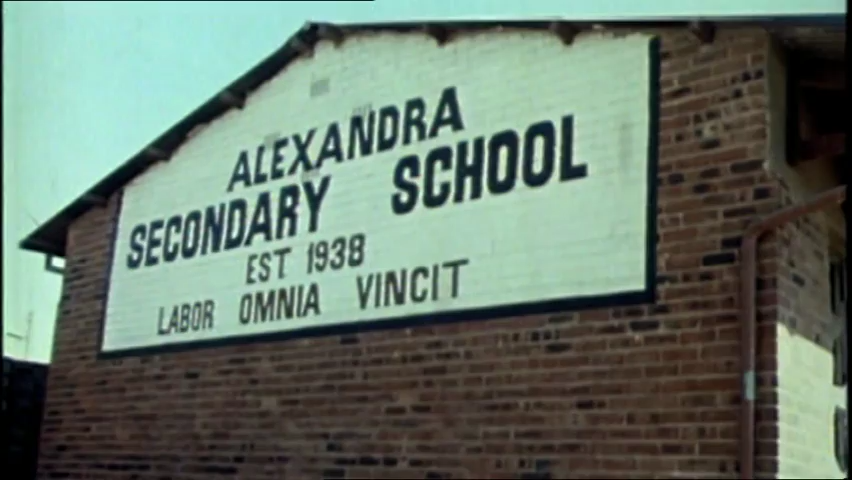 ALEXANDRA
SECONDARY SCHOOL
EST 1938
LABOR OMNIA VINCIT